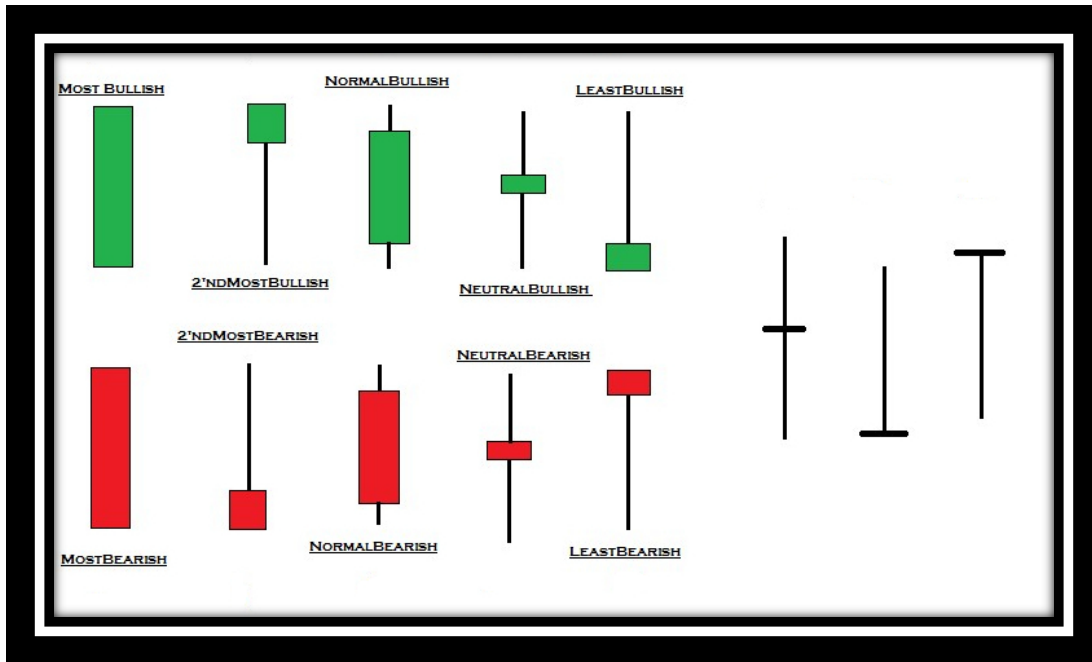 Most Bullish
NormalBullish
LeastBullish
2'ndMostBullish
NeutralBullish
2'ndMostBearish
NeutralBearish
NormalBearish
LeastBearish
MostBearish